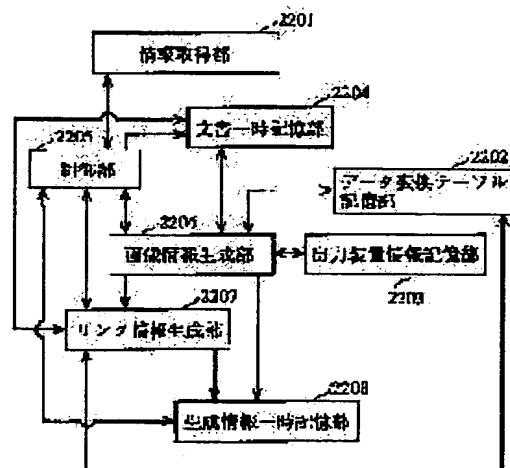 2201
情報取得部
2204
文書一時記憶部
2205
制御部
2202
データ変換テーブル
記憶部
2206
画像情報生成部
出力装置情報記憶部
2203
2207
リンク情報生成部
2208
生成情報一時記憶部